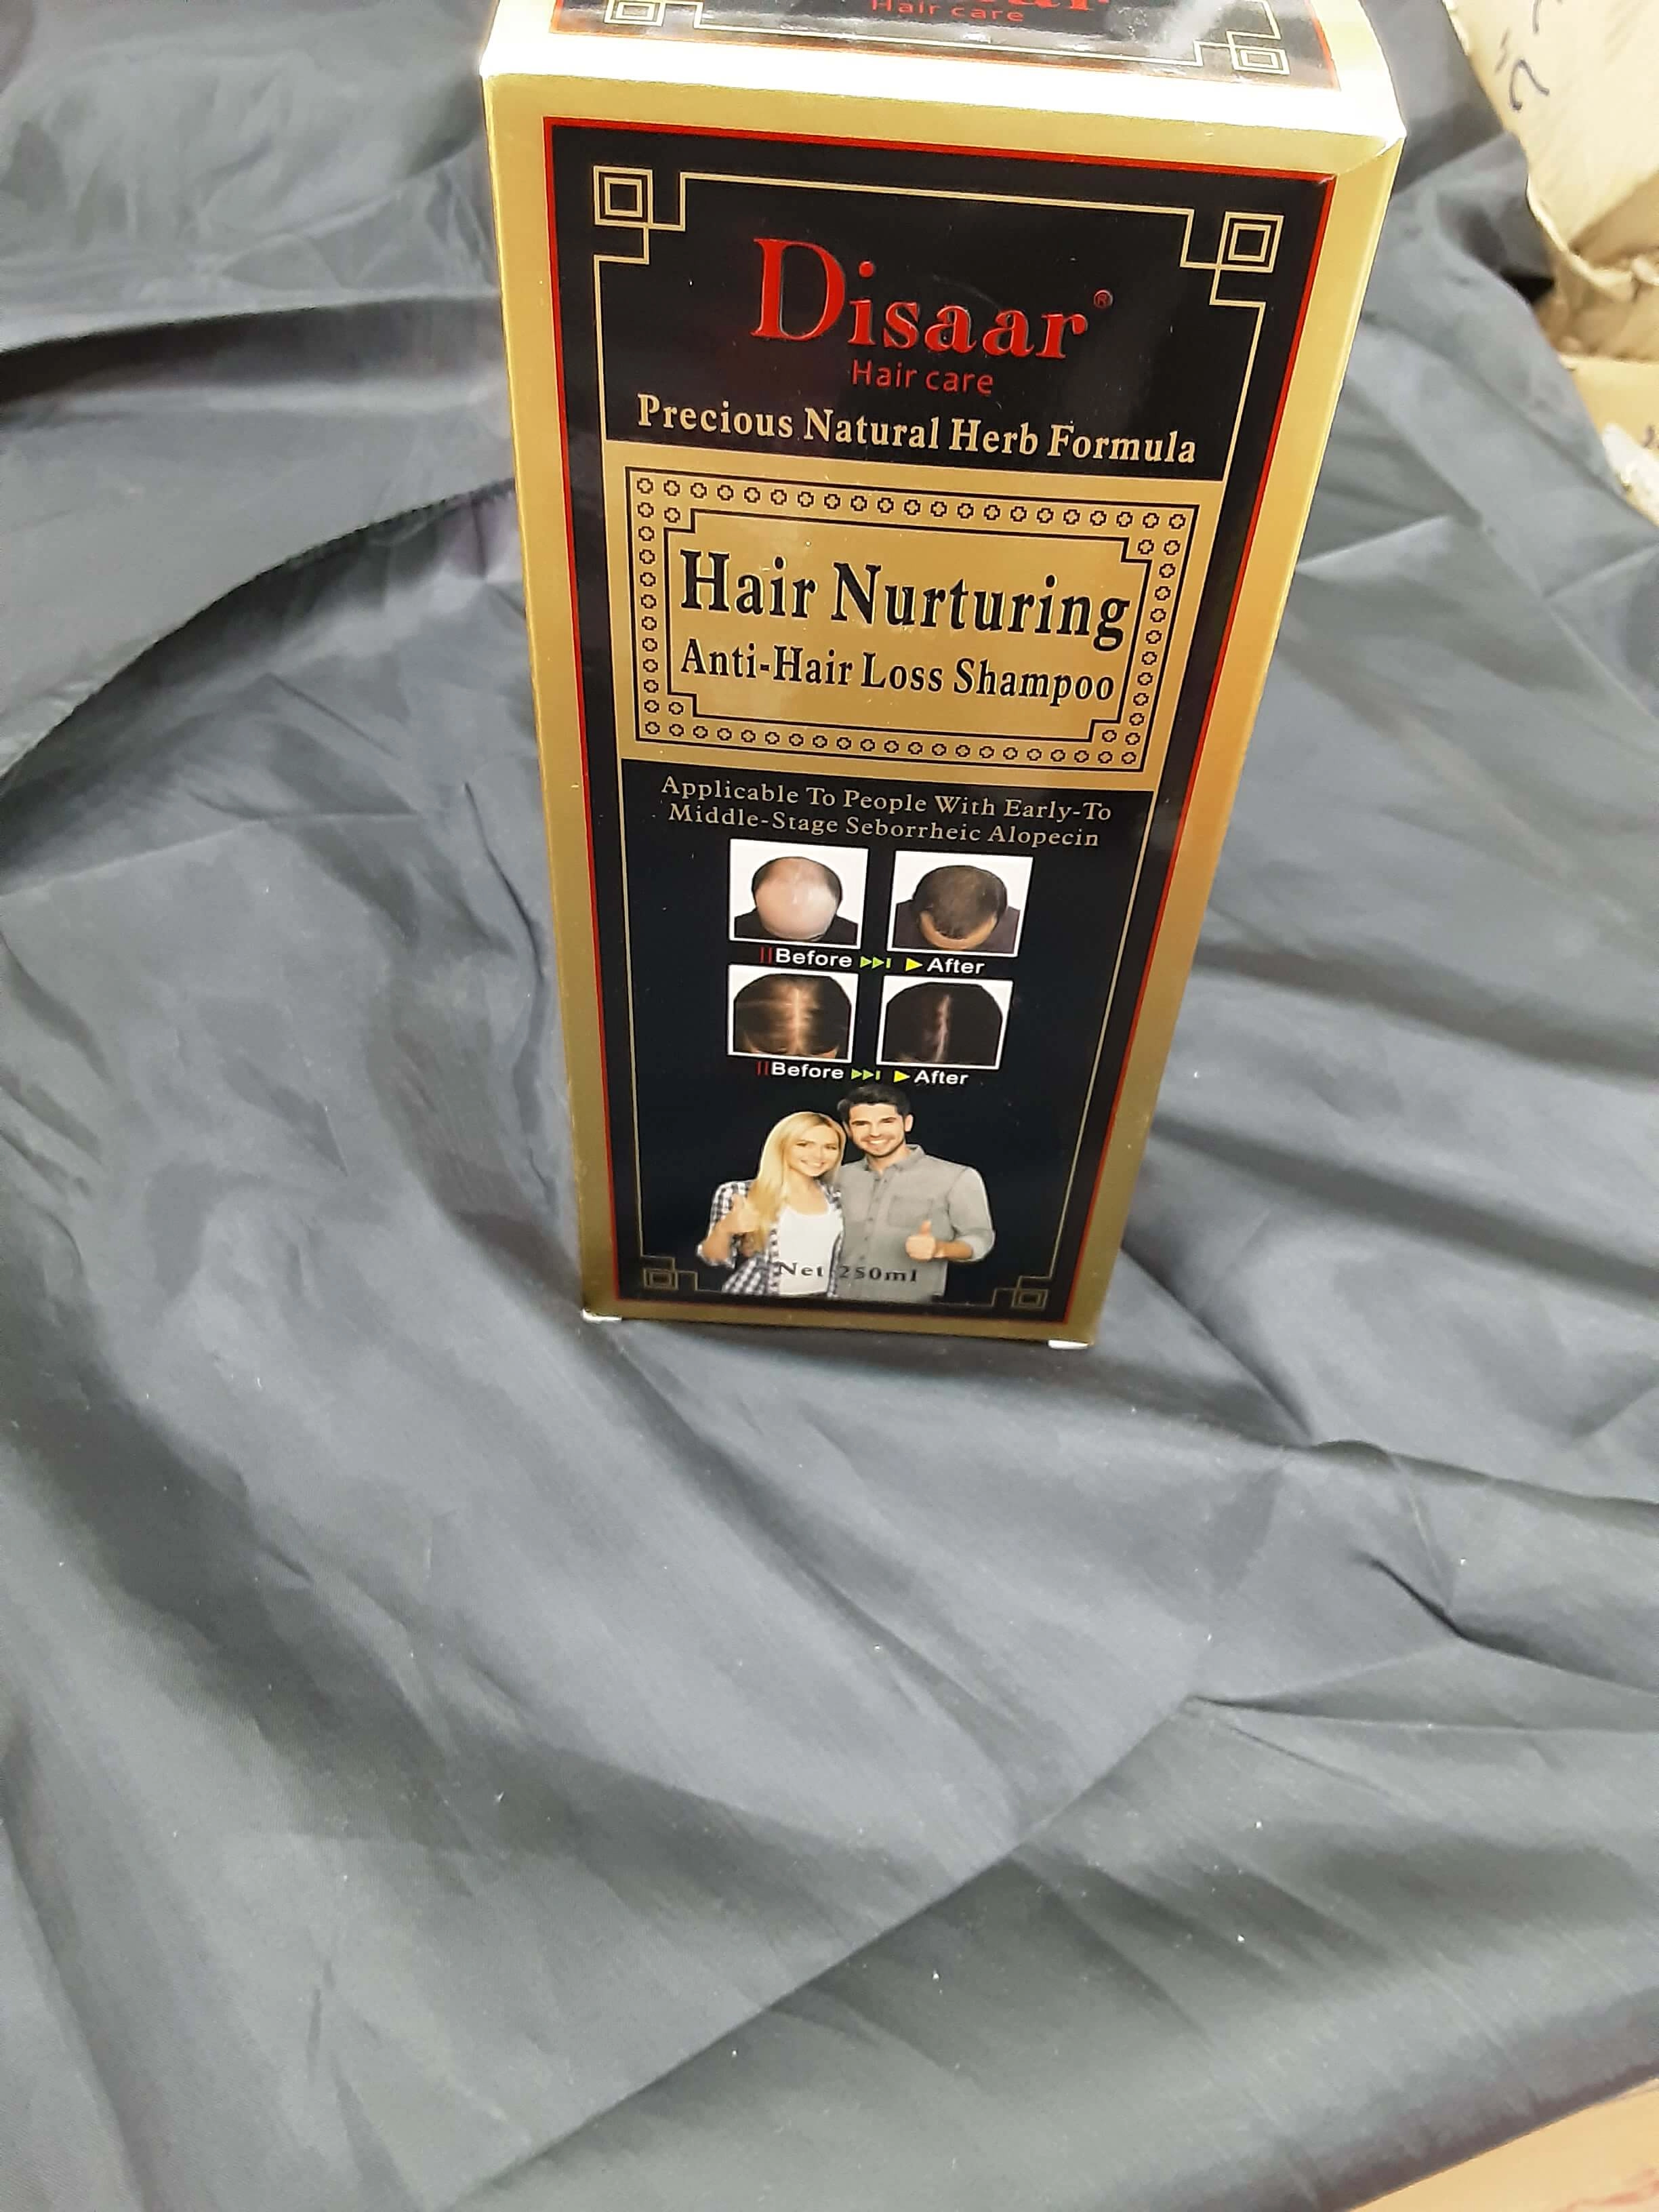 Hair care
Disaar®
Hair care
Precious Natural Herb Formula
Hair Nurturing
Anti-Hair Loss Shampoo
Applicable To People With Early-To
Middle-Stage Seborrheic Alopecin
Before After
Before After
Net 250ml